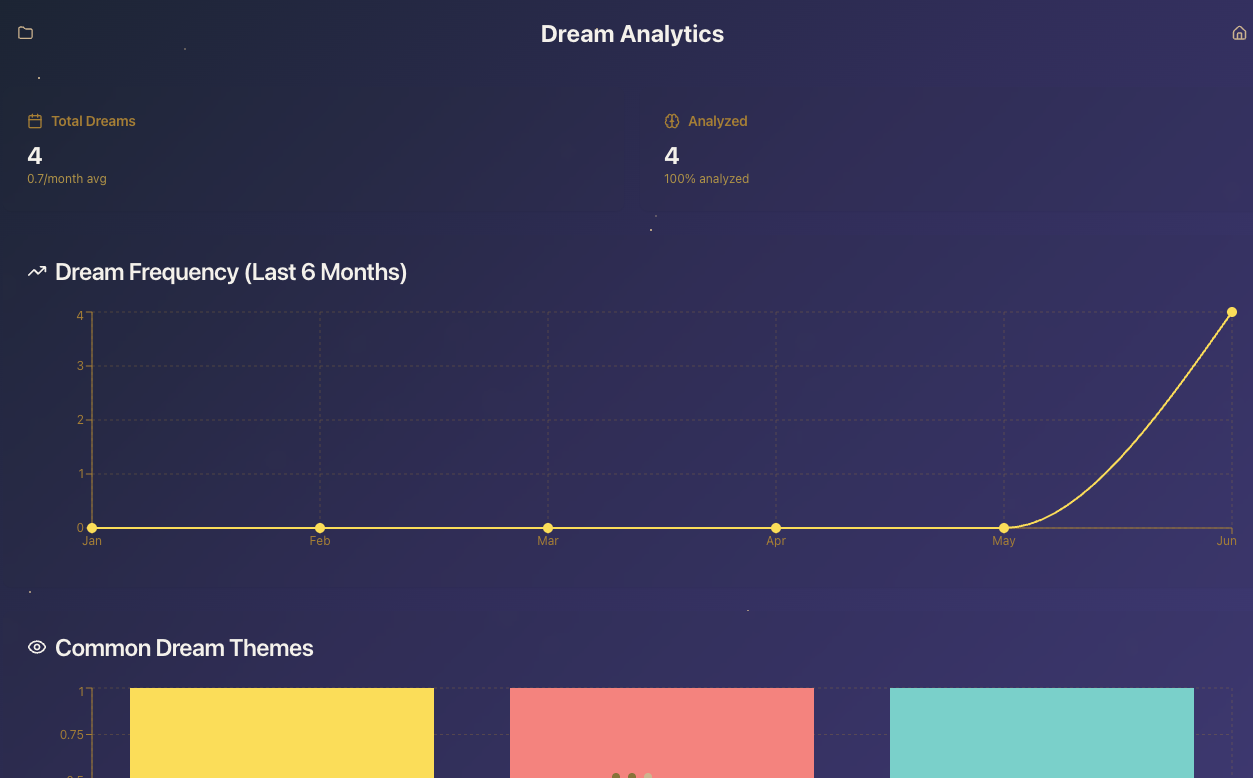 Dream Analytics
Total Dreams
4
0.7/month avg
Analyzed
4
100% analyzed
Dream Frequency (Last 6 Months)
4
3
2
1
0
Jan Feb Mar Apr May Jun
Common Dream Themes
1
0.75